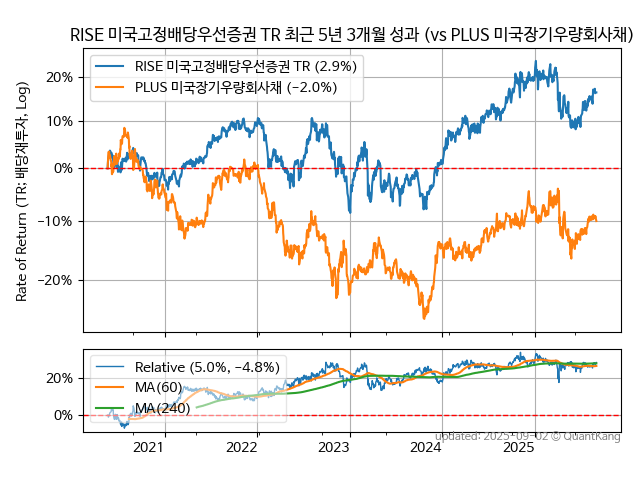 RISE 미국고정배당우선증권 TR 최근 5년 3개월 성과 (vs PLUS 미국장기우량회사채)
Rate of Return (TR: 배당재투자, Log)
20%
10%
0%
−10%
−20%
RISE 미국고정배당우선증권 TR (2.9%)
PLUS 미국장기우량회사채 (−2.0%)
20%
0%
Relative (5.0%, −4.8%)
MA(60)
MA(240)
2021 2022 2023 2024 2025
updated: 2025-09-02 © QuantKang